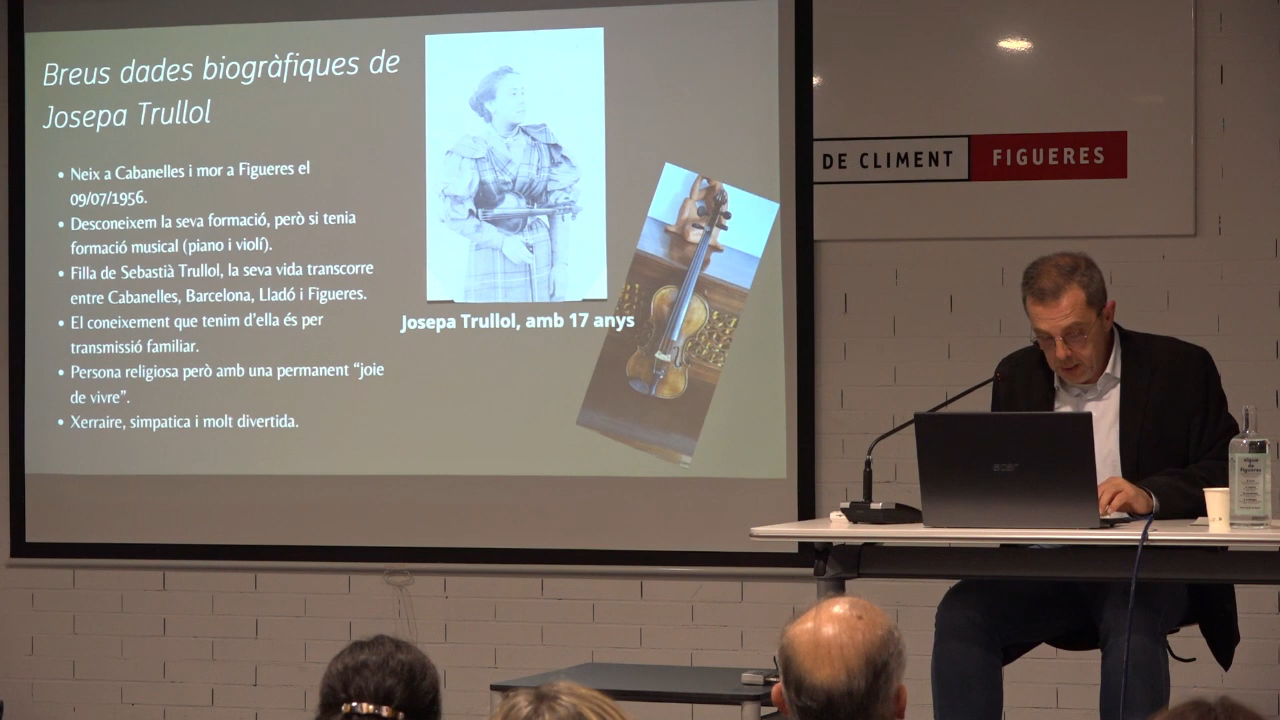 Breus dades biogràfiques de
Josepa Trullol
• Neix a Cabanelles i mor a Figueres el
09/07/1956.
• Desconeixem la seva formació, però si tenia
formació musical (piano i violí).
• Filla de Sebastià Trullol, la seva vida transcorre
entre Cabanelles, Barcelona, Lladó i Figueres.
• El coneixement que tenim d'ella és per
transmissió familiar.
• Persona religiosa però amb una permanent “joie
de vivre”.
• Xerraire, simpatica i molt divertida.
Josepa Trullol, amb 17 anys
DE CLIMENT FIGUERES
acer
aigua
de
Figueres